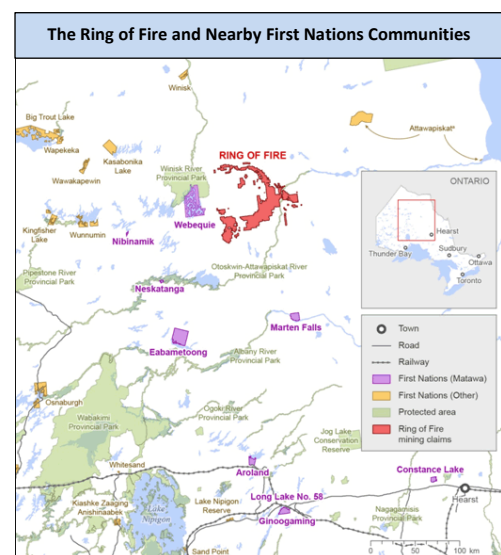 The Ring of Fire and Nearby First Nations Communities
Winisk
Big Trout Lake
Wapekeka
Kasabonika
Lake
Wawakapewin
Attawapiskat*
RING OF FIRE
Winisk River
Provincial Park
Webequie
Kingfisher
Lake
Wunnumin
Nibinamik
Pipestone River
Provincial Park
Otoskwin-Attawapiskat River
Provincial Park
Neskatanga
Marten Falls
Eabametoong
Albany River
Provincial Park
Osnaburgh
Wabakimi
Provincial Park
Ogoki River
Provincial Park
Jog Lake
Conservation
Reserve
Whitesand
Aroland
Constance Lake
Kiashke Zaaging
Anishinaabek
Lake
Nipigon
Lake Nipigon
Reserve
Long Lake No. 58
Ginoogaming
Nagagamisis
Provincial Park
Hearst
Sand Point
ONTARIO
Hearst
Thunder Bay
Sudbury
Ottawa
Toronto
Town
Road
Railway
First Nations (Matawa)
First Nations (Other)
Protected area
Ring of Fire
mining claims
0 50 100
km